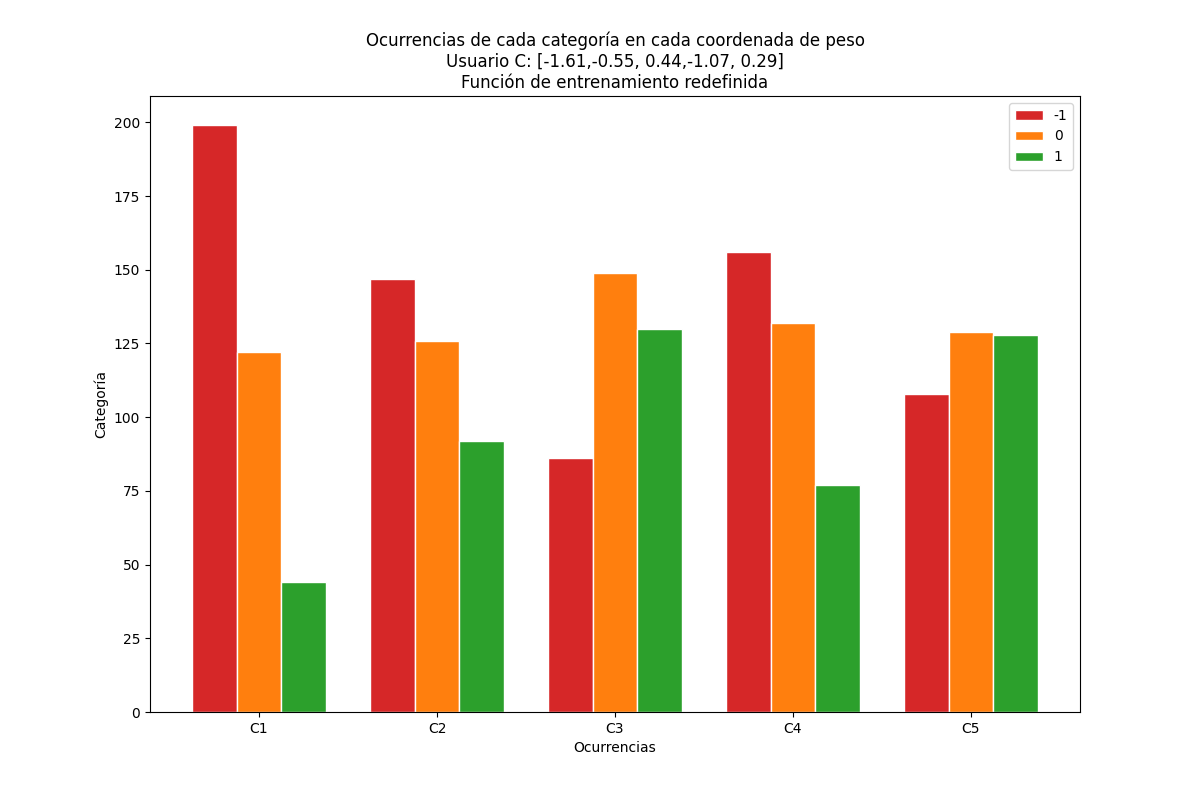 Ocurrencias de cada categoría en cada coordenada de peso
Usuario C: [-1.61,-0.55, 0.44,-1.07, 0.29]
Función de entrenamiento redefinida
-1
0
1
200
175
150
125
100
75
50
25
0
Categoría
C1 C2 C3 C4 C5
Ocurrencias